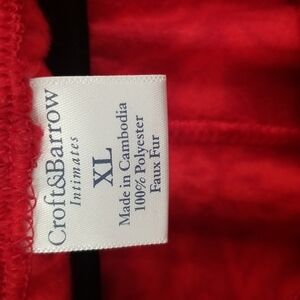 Croft&Barrow
Intimates
XL
Made in Cambodia
100% Polyester
Faux Fur